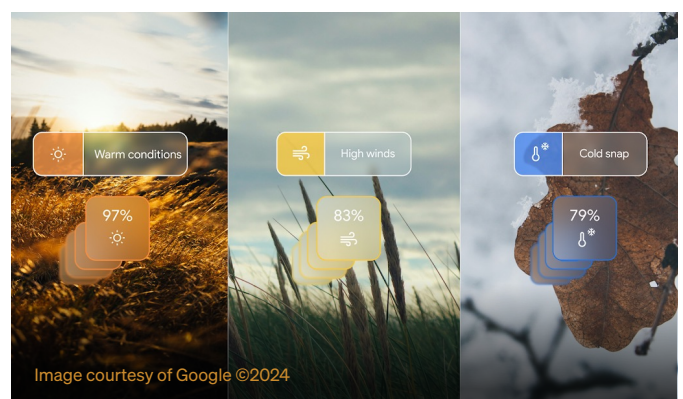 Warm conditions
High winds
Cold snap
97%
83%
79%
Image courtesy of Google ©2024